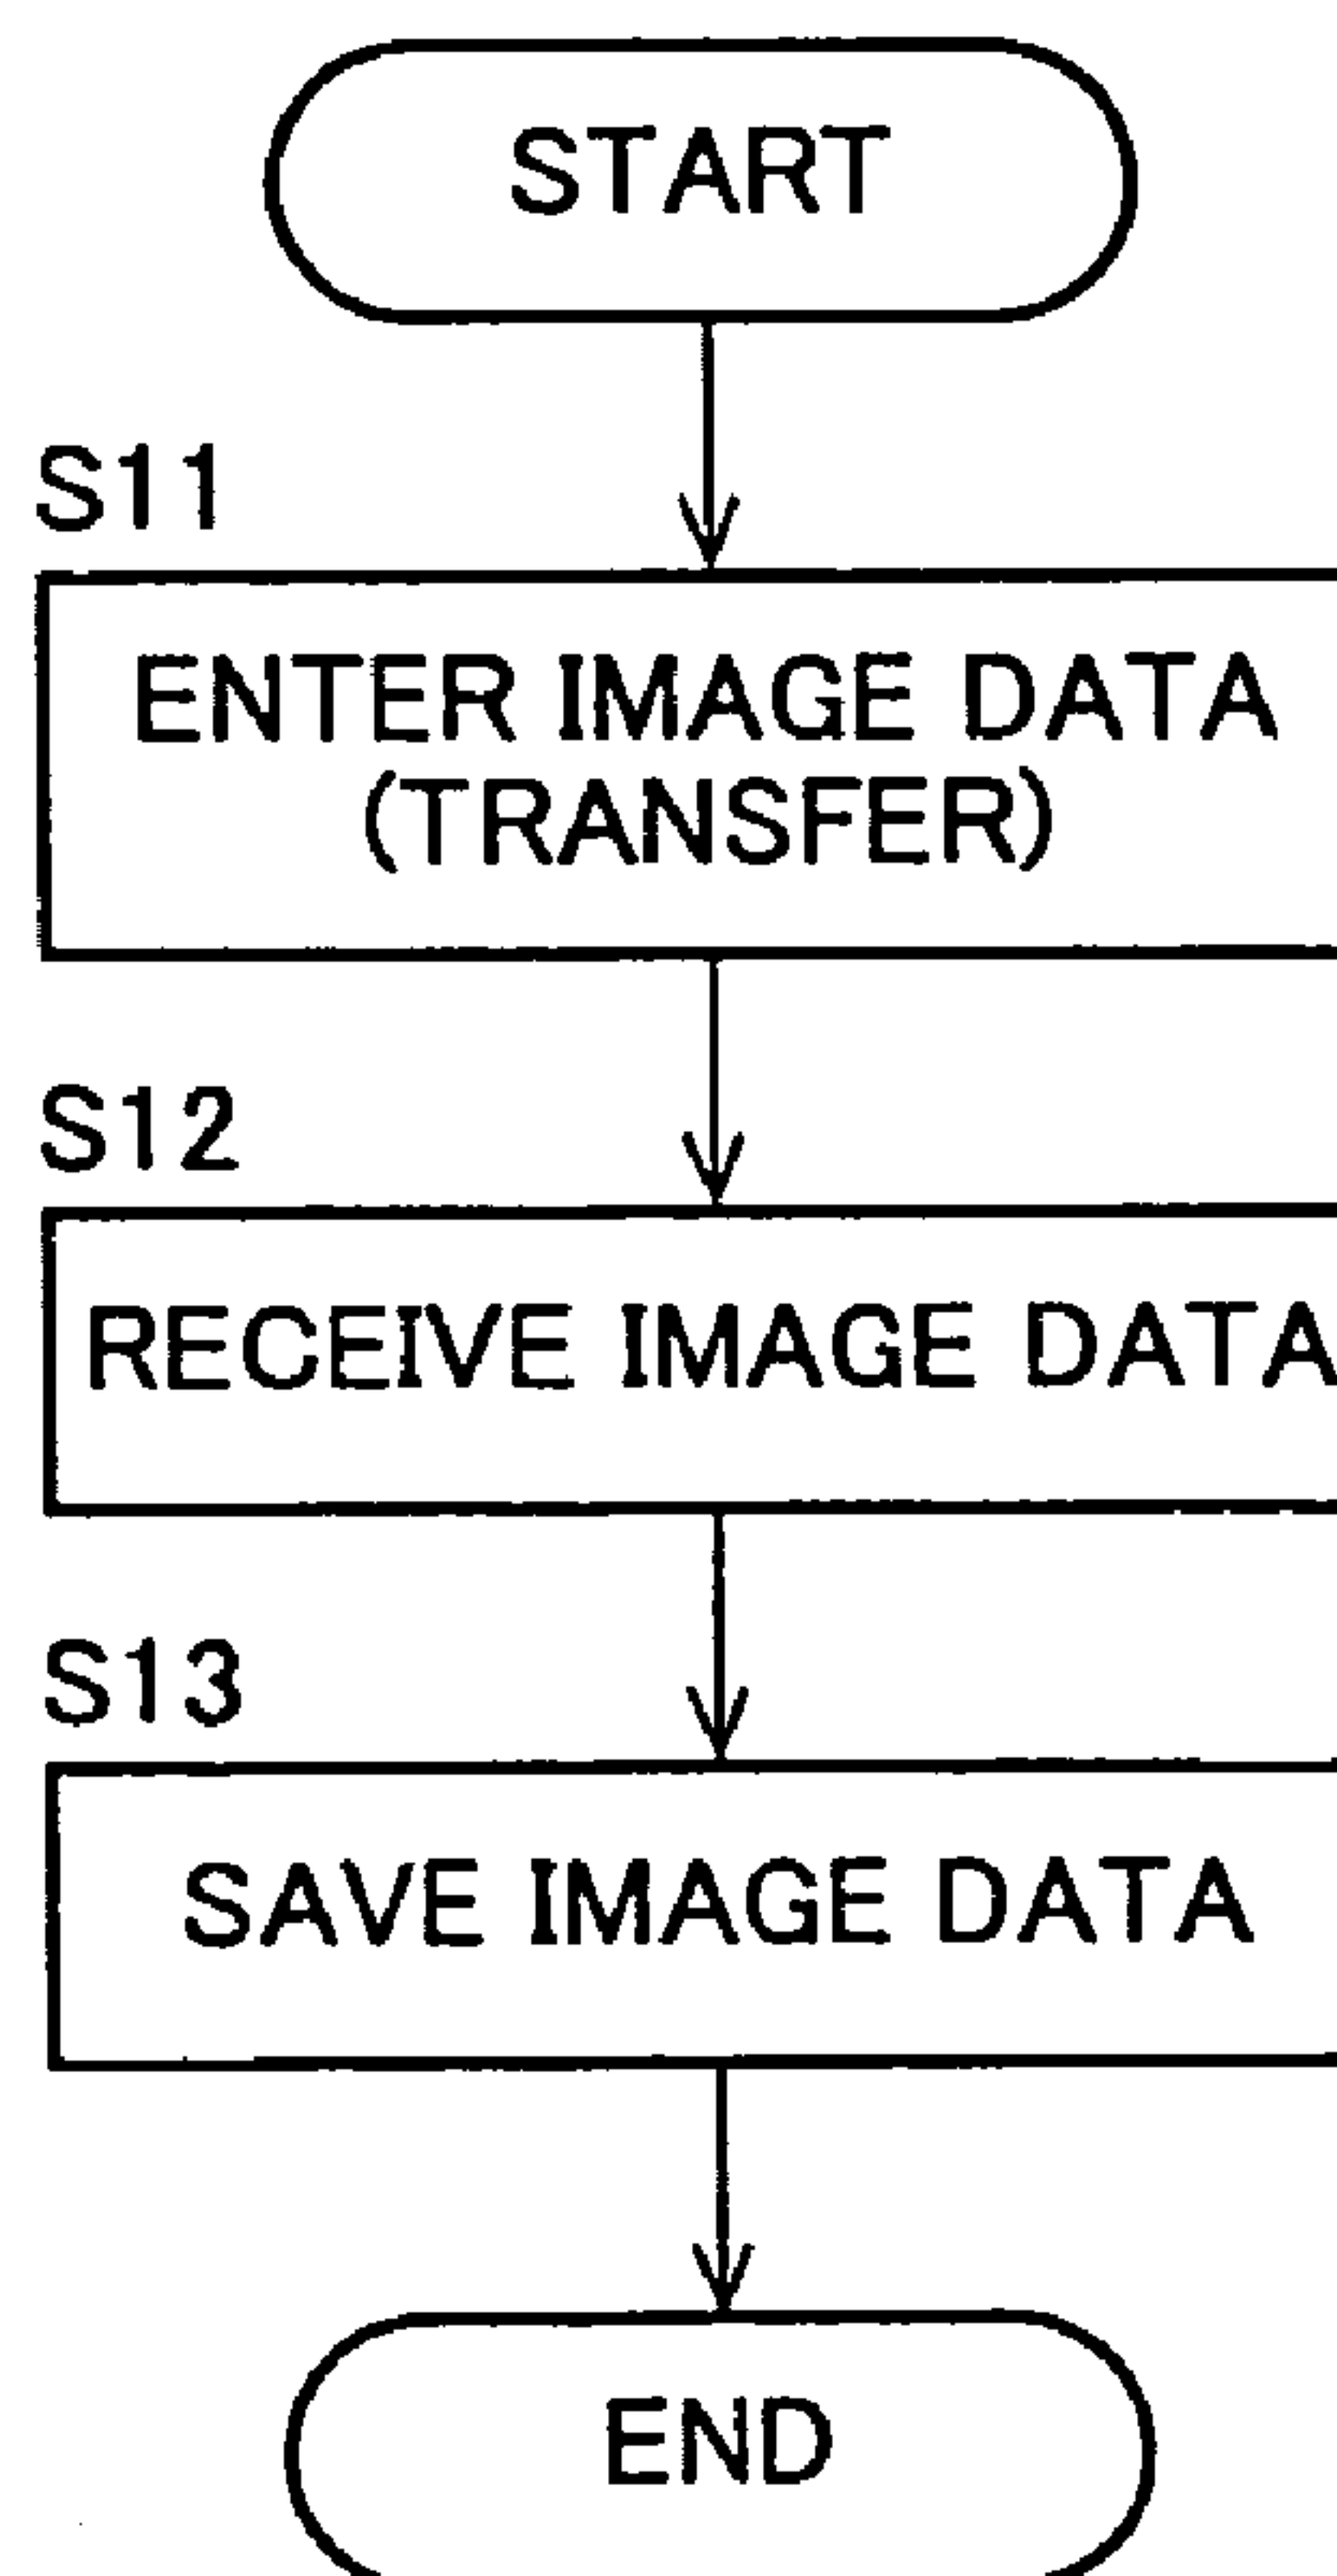 START
S11
ENTER IMAGE DATA
(TRANSFER)
S12
RECEIVE IMAGE DATA
S13
SAVE IMAGE DATA
END